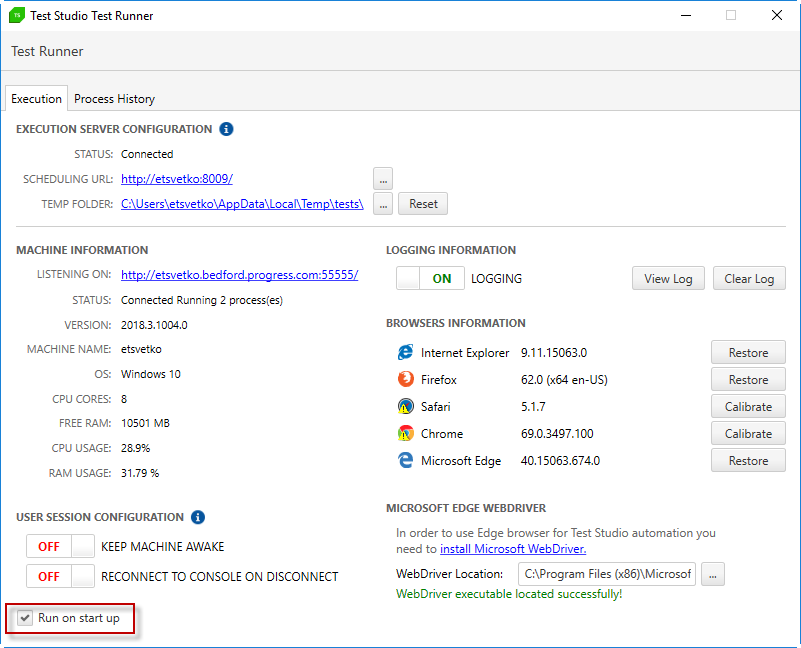 TS Test Studio Test Runner
Test Runner
Execution Process History
EXECUTION SERVER CONFIGURATION i
STATUS: Connected
SCHEDULING URL: http://etsvetko:8009/ ...
TEMP FOLDER: C:\Users\etsvetko\AppData\Local\Temp\tests\ ... Reset
MACHINE INFORMATION
LISTENING ON: http://etsvetko.bedford.progress.com:55555/
STATUS: Connected Running 2 process(es)
VERSION: 2018.3.1004.0
MACHINE NAME: etsvetko
OS: Windows 10
CPU CORES: 8
FREE RAM: 10501 MB
CPU USAGE: 28.9%
RAM USAGE: 31.79 %
USER SESSION CONFIGURATION i
OFF KEEP MACHINE AWAKE
OFF RECONNECT TO CONSOLE ON DISCONNECT
Run on start up
LOGGING INFORMATION
ON LOGGING View Log Clear Log
BROWSERS INFORMATION
Internet Explorer 9.11.15063.0 Restore
Firefox 62.0 (x64 en-US) Restore
Safari 5.1.7 Calibrate
Chrome 69.0.3497.100 Calibrate
Microsoft Edge 40.15063.674.0 Restore
MICROSOFT EDGE WEBDRIVER
In order to use Edge browser for Test Studio automation you
need to install Microsoft WebDriver.
WebDriver Location: C:\Program Files (x86)\Microsof ...
WebDriver executable located successfully!